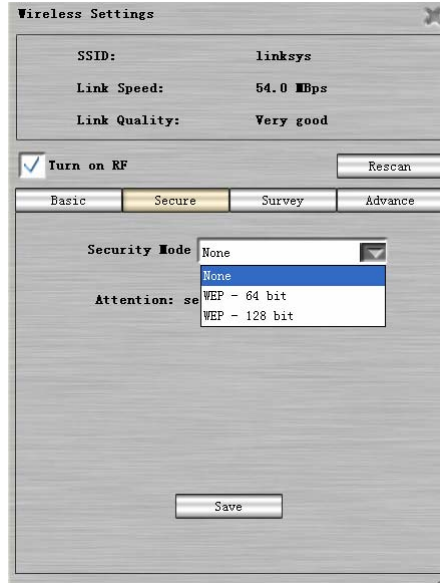 Wireless Settings
SSID: linksys
Link Speed: 54.0 MBps
Link Quality: Very good
Turn on RF
Rescan
Basic Secure Survey Advance
Security Mode None
None
Attention: se
WEP - 64 bit
WEP - 128 bit
Save